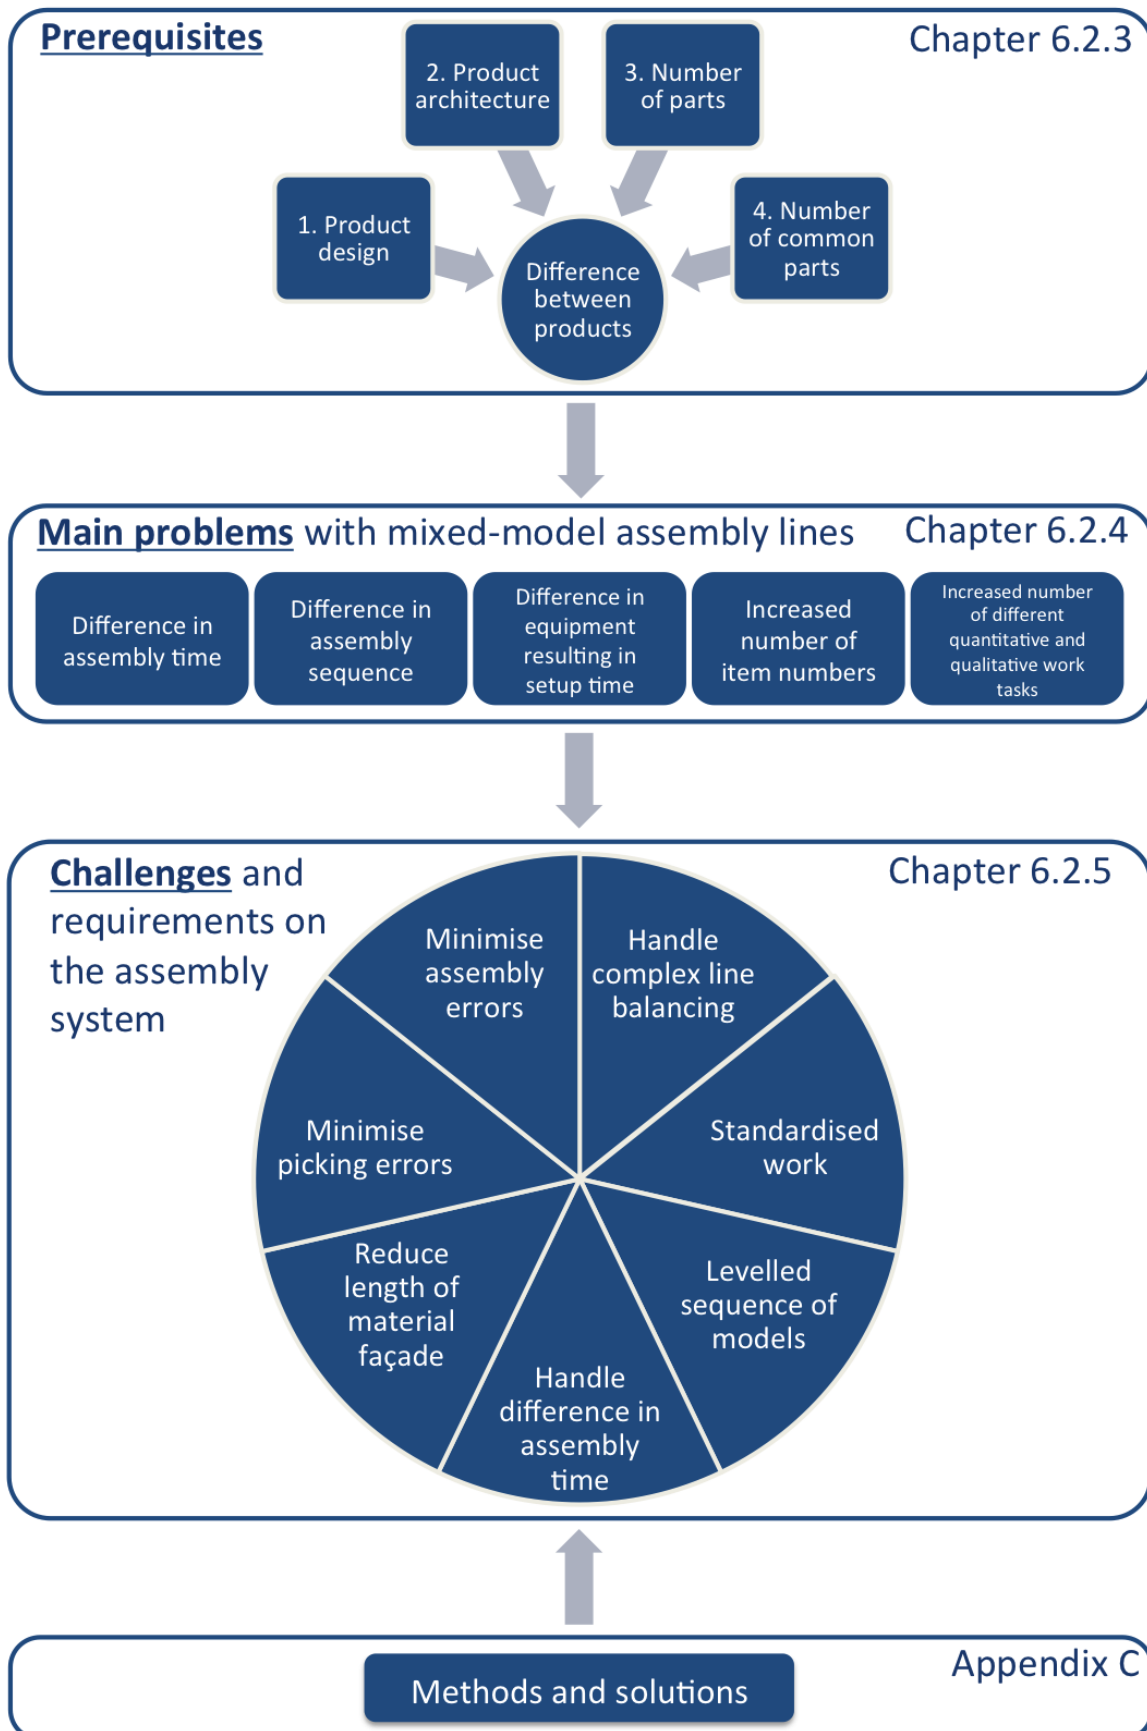 Prerequisites
Chapter 6.2.3
2. Product
architecture
3. Number
of parts
1. Product
design
4. Number
of common
parts
Difference
between
products
Main problems with mixed-model assembly lines
Chapter 6.2.4
Difference in
assembly time
Difference in
assembly
sequence
Difference in
equipment
resulting in
setup time
Increased
number of
item numbers
Increased number
of different
quantitative and
qualitative work
tasks
Challenges and
requirements on
the assembly
system
Chapter 6.2.5
Minimise
assembly
errors
Handle
complex line
balancing
Minimise
picking errors
Standardised
work
Reduce
length of
material
façade
Levelled
sequence of
models
Handle
difference in
assembly
time
Appendix C
Methods and solutions